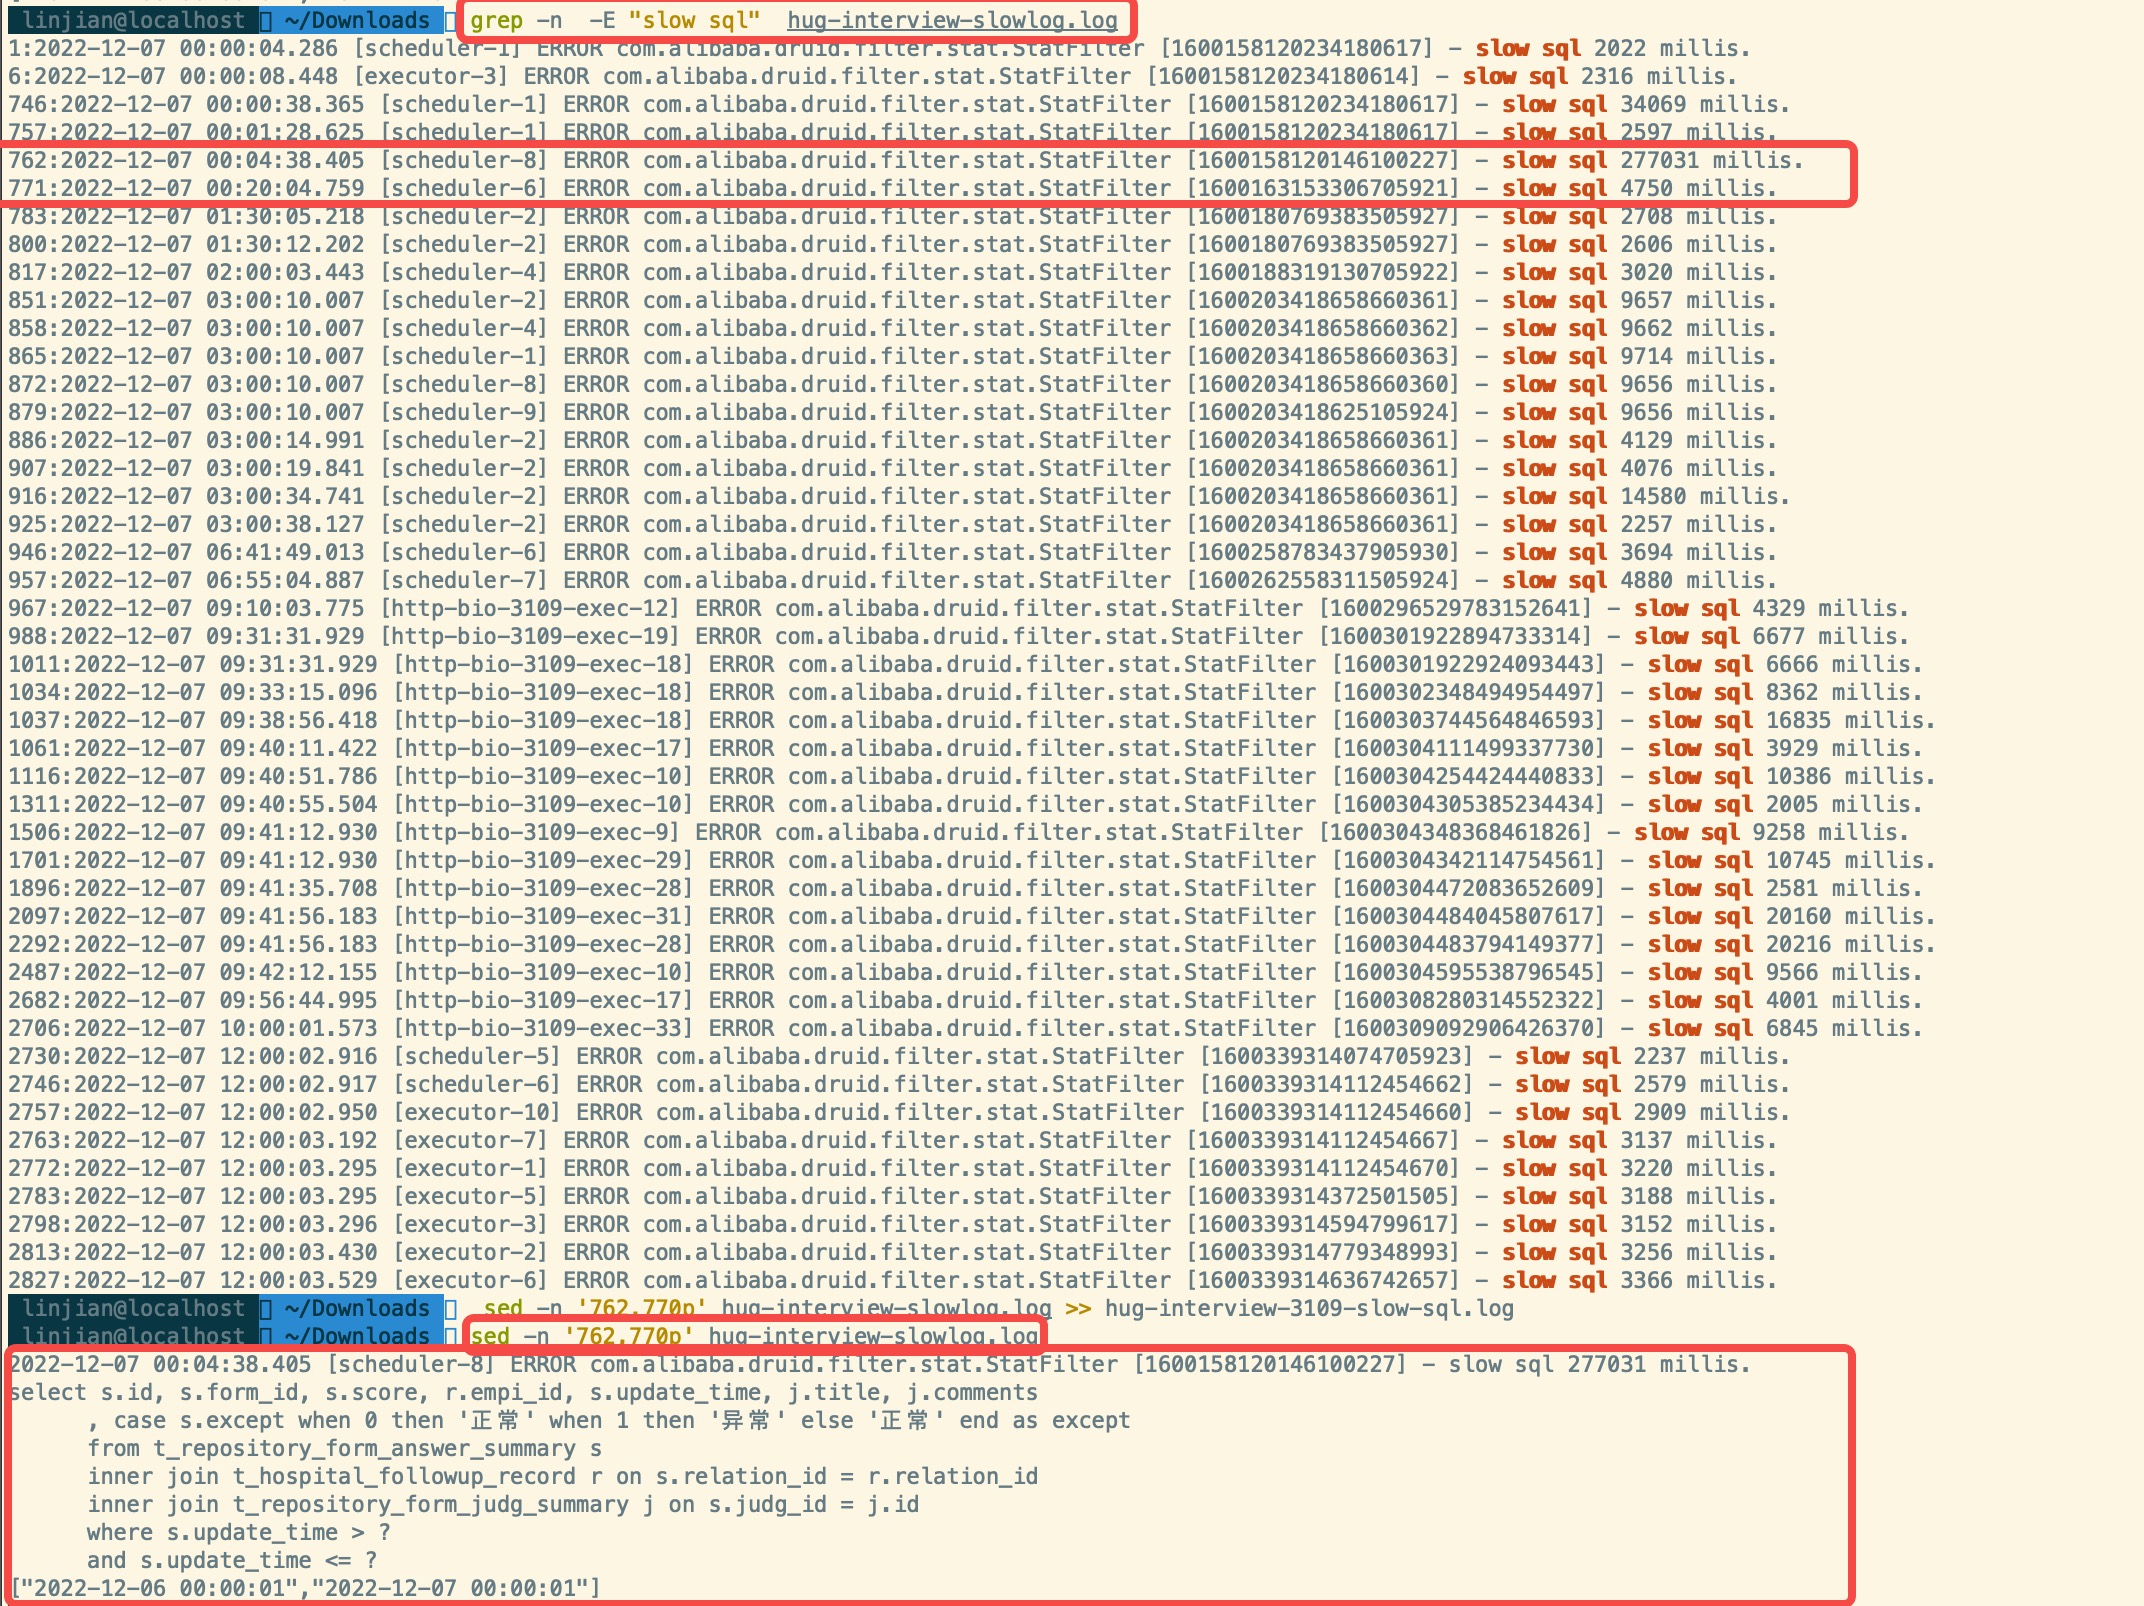 linjian@localhost ~/Downloads grep -n  -E "slow sql"  hug-interview-slowlog.log
1:2022-12-07 00:00:04.286 [scheduler-1] ERROR com.alibaba.druid.filter.stat.StatFilter [1600158120234180617] – slow sql 2022 millis.
6:2022-12-07 00:00:08.448 [executor-3] ERROR com.alibaba.druid.filter.stat.StatFilter [1600158120234180614] – slow sql 2316 millis.
746:2022-12-07 00:00:38.365 [scheduler-1] ERROR com.alibaba.druid.filter.stat.StatFilter [1600158120234180617] – slow sql 34069 millis.
757:2022-12-07 00:01:28.625 [scheduler-1] ERROR com.alibaba.druid.filter.stat.StatFilter [1600158120234180617] – slow sql 2597 millis.
762:2022-12-07 00:04:38.405 [scheduler-8] ERROR com.alibaba.druid.filter.stat.StatFilter [1600158120146100227] – slow sql 277031 millis.
771:2022-12-07 00:20:04.759 [scheduler-6] ERROR com.alibaba.druid.filter.stat.StatFilter [1600163153306705921] – slow sql 4750 millis.
783:2022-12-07 01:30:05.218 [scheduler-2] ERROR com.alibaba.druid.filter.stat.StatFilter [1600180769383505927] – slow sql 2708 millis.
800:2022-12-07 01:30:12.202 [scheduler-2] ERROR com.alibaba.druid.filter.stat.StatFilter [1600180769383505927] – slow sql 2606 millis.
817:2022-12-07 02:00:03.443 [scheduler-4] ERROR com.alibaba.druid.filter.stat.StatFilter [1600188319130705922] – slow sql 3020 millis.
851:2022-12-07 03:00:10.007 [scheduler-2] ERROR com.alibaba.druid.filter.stat.StatFilter [1600203418658660361] – slow sql 9657 millis.
858:2022-12-07 03:00:10.007 [scheduler-4] ERROR com.alibaba.druid.filter.stat.StatFilter [1600203418658660362] – slow sql 9662 millis.
865:2022-12-07 03:00:10.007 [scheduler-1] ERROR com.alibaba.druid.filter.stat.StatFilter [1600203418658660363] – slow sql 9714 millis.
872:2022-12-07 03:00:10.007 [scheduler-8] ERROR com.alibaba.druid.filter.stat.StatFilter [1600203418658660360] – slow sql 9656 millis.
879:2022-12-07 03:00:10.007 [scheduler-9] ERROR com.alibaba.druid.filter.stat.StatFilter [1600203418625105924] – slow sql 9656 millis.
886:2022-12-07 03:00:14.991 [scheduler-2] ERROR com.alibaba.druid.filter.stat.StatFilter [1600203418658660361] – slow sql 4129 millis.
907:2022-12-07 03:00:19.841 [scheduler-2] ERROR com.alibaba.druid.filter.stat.StatFilter [1600203418658660361] – slow sql 4076 millis.
916:2022-12-07 03:00:34.741 [scheduler-2] ERROR com.alibaba.druid.filter.stat.StatFilter [1600203418658660361] – slow sql 14580 millis.
925:2022-12-07 03:00:38.127 [scheduler-2] ERROR com.alibaba.druid.filter.stat.StatFilter [1600203418658660361] – slow sql 2257 millis.
946:2022-12-07 06:41:49.013 [scheduler-6] ERROR com.alibaba.druid.filter.stat.StatFilter [1600258783437905930] – slow sql 3694 millis.
957:2022-12-07 06:55:04.887 [scheduler-7] ERROR com.alibaba.druid.filter.stat.StatFilter [1600262558311505924] – slow sql 4880 millis.
967:2022-12-07 09:10:03.775 [http-bio-3109-exec-12] ERROR com.alibaba.druid.filter.stat.StatFilter [1600296529783152641] – slow sql 4329 millis.
988:2022-12-07 09:31:31.929 [http-bio-3109-exec-19] ERROR com.alibaba.druid.filter.stat.StatFilter [1600301922894733314] – slow sql 6677 millis.
1011:2022-12-07 09:31:31.929 [http-bio-3109-exec-18] ERROR com.alibaba.druid.filter.stat.StatFilter [1600301922924093443] – slow sql 6666 millis.
1034:2022-12-07 09:33:15.096 [http-bio-3109-exec-18] ERROR com.alibaba.druid.filter.stat.StatFilter [1600302348494954497] – slow sql 8362 millis.
1037:2022-12-07 09:38:56.418 [http-bio-3109-exec-18] ERROR com.alibaba.druid.filter.stat.StatFilter [1600303744564846593] – slow sql 16835 millis.
1061:2022-12-07 09:40:11.422 [http-bio-3109-exec-17] ERROR com.alibaba.druid.filter.stat.StatFilter [1600304111499337730] – slow sql 3929 millis.
1116:2022-12-07 09:40:51.786 [http-bio-3109-exec-10] ERROR com.alibaba.druid.filter.stat.StatFilter [1600304254424440833] – slow sql 10386 millis.
1311:2022-12-07 09:40:55.504 [http-bio-3109-exec-10] ERROR com.alibaba.druid.filter.stat.StatFilter [1600304305385234434] – slow sql 2005 millis.
1506:2022-12-07 09:41:12.930 [http-bio-3109-exec-9] ERROR com.alibaba.druid.filter.stat.StatFilter [1600304348368461826] – slow sql 9258 millis.
1701:2022-12-07 09:41:12.930 [http-bio-3109-exec-29] ERROR com.alibaba.druid.filter.stat.StatFilter [1600304342114754561] – slow sql 10745 millis.
1896:2022-12-07 09:41:35.708 [http-bio-3109-exec-28] ERROR com.alibaba.druid.filter.stat.StatFilter [1600304472083652609] – slow sql 2581 millis.
2097:2022-12-07 09:41:56.183 [http-bio-3109-exec-31] ERROR com.alibaba.druid.filter.stat.StatFilter [1600304484045807617] – slow sql 20160 millis.
2292:2022-12-07 09:41:56.183 [http-bio-3109-exec-28] ERROR com.alibaba.druid.filter.stat.StatFilter [1600304483794149377] – slow sql 20216 millis.
2487:2022-12-07 09:42:12.155 [http-bio-3109-exec-10] ERROR com.alibaba.druid.filter.stat.StatFilter [1600304595538796545] – slow sql 9566 millis.
2682:2022-12-07 09:56:44.995 [http-bio-3109-exec-17] ERROR com.alibaba.druid.filter.stat.StatFilter [1600308280314552322] – slow sql 4001 millis.
2706:2022-12-07 10:00:01.573 [http-bio-3109-exec-33] ERROR com.alibaba.druid.filter.stat.StatFilter [1600309092906426370] – slow sql 6845 millis.
2730:2022-12-07 12:00:02.916 [scheduler-5] ERROR com.alibaba.druid.filter.stat.StatFilter [1600339314074705923] – slow sql 2237 millis.
2746:2022-12-07 12:00:02.917 [scheduler-6] ERROR com.alibaba.druid.filter.stat.StatFilter [1600339314112454662] – slow sql 2579 millis.
2757:2022-12-07 12:00:02.950 [executor-10] ERROR com.alibaba.druid.filter.stat.StatFilter [1600339314112454660] – slow sql 2909 millis.
2763:2022-12-07 12:00:03.192 [executor-7] ERROR com.alibaba.druid.filter.stat.StatFilter [1600339314112454667] – slow sql 3137 millis.
2772:2022-12-07 12:00:03.295 [executor-1] ERROR com.alibaba.druid.filter.stat.StatFilter [1600339314112454670] – slow sql 3220 millis.
2783:2022-12-07 12:00:03.295 [executor-5] ERROR com.alibaba.druid.filter.stat.StatFilter [1600339314372501505] – slow sql 3188 millis.
2798:2022-12-07 12:00:03.296 [executor-3] ERROR com.alibaba.druid.filter.stat.StatFilter [1600339314594799617] – slow sql 3152 millis.
2813:2022-12-07 12:00:03.430 [executor-2] ERROR com.alibaba.druid.filter.stat.StatFilter [1600339314779348993] – slow sql 3256 millis.
2827:2022-12-07 12:00:03.529 [executor-6] ERROR com.alibaba.druid.filter.stat.StatFilter [1600339314636742657] – slow sql 3366 millis.
linjian@localhost ~/Downloads sed -n '762,770p' hug-interview-slowlog.log >> hug-interview-3109-slow-sql.log
linjian@localhost ~/Downloads sed -n '762,770p' hug-interview-slowlog.log
2022-12-07 00:04:38.405 [scheduler-8] ERROR com.alibaba.druid.filter.stat.StatFilter [1600158120146100227] – slow sql 277031 millis.
select s.id, s.form_id, s.score, r.empi_id, s.update_time, j.title, j.comments
, case s.except when 0 then '正常' when 1 then '异常' else '正常' end as except
from t_repository_form_answer_summary s
inner join t_hospital_followup_record r on s.relation_id = r.relation_id
inner join t_repository_form_judg_summary j on s.judg_id = j.id
where s.update_time > ?
and s.update_time <= ?
["2022-12-06 00:00:01","2022-12-07 00:00:01"]